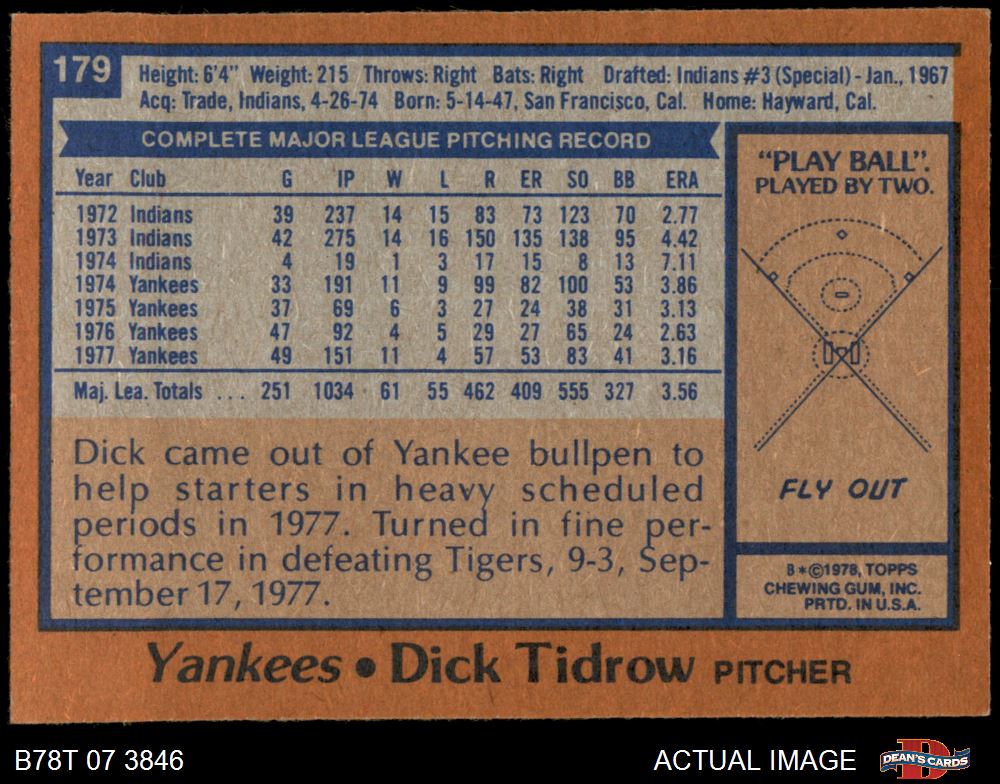 179
Height: 6'4" Weight: 215 Throws: Right Bats: Right Drafted: Indians #3 (Special) - Jan., 1967
Acq: Trade, Indians, 4-26-74 Born: 5-14-47, San Francisco, Cal. Home: Hayward, Cal.
COMPLETE MAJOR LEAGUE PITCHING RECORD
Year Club G IP W L R ER SO BB ERA
1972 Indians 39 237 14 15 83 73 123 70 2.77
1973 Indians 42 275 14 16 150 135 138 95 4.42
1974 Indians 4 19 1 3 17 15 8 13 7.11
1974 Yankees 33 191 11 9 99 82 100 53 3.86
1975 Yankees 37 69 6 3 27 24 38 31 3.13
1976 Yankees 47 92 4 5 29 27 65 24 2.63
1977 Yankees 49 151 11 4 57 53 83 41 3.16
Maj. Lea. Totals ... 251 1034 61 55 462 409 555 327 3.56
Dick came out of Yankee bullpen to
help starters in heavy scheduled
periods in 1977. Turned in fine per-
formance in defeating Tigers, 9-3, Sep-
tember 17, 1977.
"PLAY BALL".
PLAYED BY TWO.
FLY OUT
B*©1978, TOPPS
CHEWING GUM, INC.
PRTD. IN U.S.A.
Yankees • Dick Tidrow PITCHER
B78T 07 3846 ACTUAL IMAGE
DEAN'S CARDS